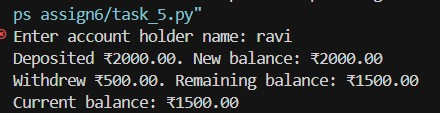 ps assign6/task_5.py"
Enter account holder name: ravi
Deposited ₹2000.00. New balance: ₹2000.00
Withdrew ₹500.00. Remaining balance: ₹1500.00
Current balance: ₹1500.00